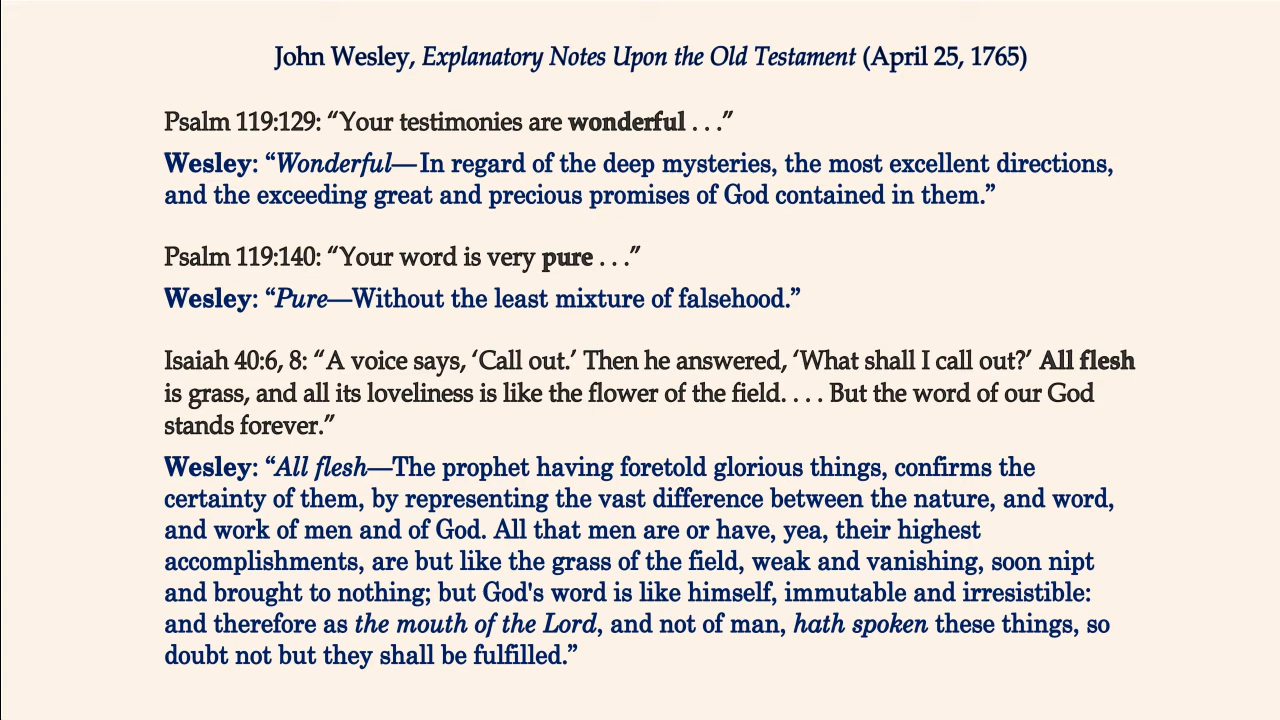 John Wesley, Explanatory Notes Upon the Old Testament (April 25, 1765)
Psalm 119:129: “Your testimonies are wonderful . . .”
Wesley: “Wonderful—In regard of the deep mysteries, the most excellent directions,
and the exceeding great and precious promises of God contained in them.”
Psalm 119:140: “Your word is very pure . . .”
Wesley: “Pure—Without the least mixture of falsehood.”
Isaiah 40:6, 8: “A voice says, ‘Call out.’ Then he answered, ‘What shall I call out?’ All flesh
is grass, and all its loveliness is like the flower of the field. . . . But the word of our God
stands forever.”
Wesley: “All flesh—The prophet having foretold glorious things, confirms the
certainty of them, by representing the vast difference between the nature, and word,
and work of men and of God. All that men are or have, yea, their highest
accomplishments, are but like the grass of the field, weak and vanishing, soon nipt
and brought to nothing; but God's word is like himself, immutable and irresistible:
and therefore as the mouth of the Lord, and not of man, hath spoken these things, so
doubt not but they shall be fulfilled.”